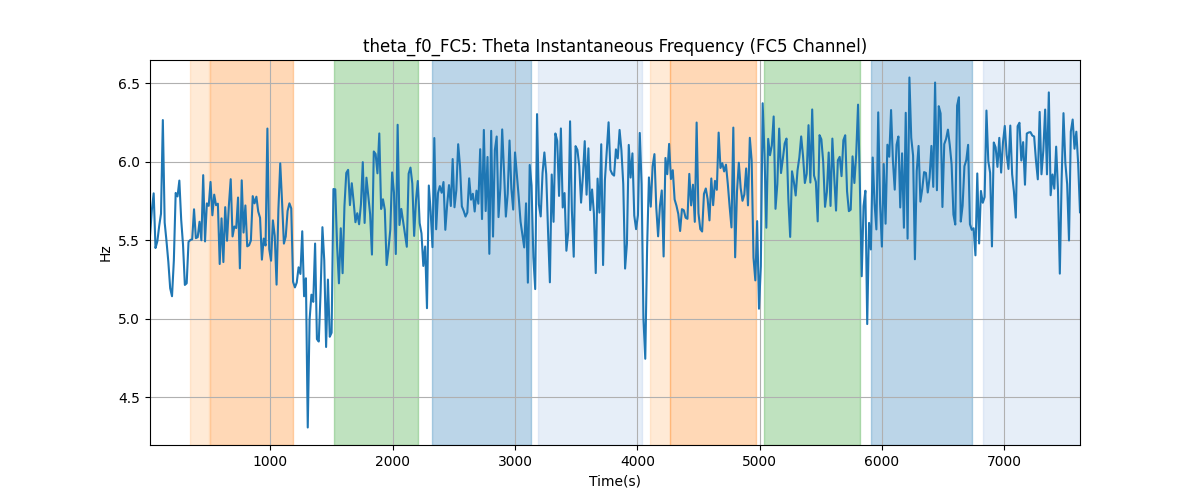 theta_f0_FC5: Theta Instantaneous Frequency (FC5 Channel)
6.5
6.0
5.5
5.0
4.5
Hz
1000 2000 3000 4000 5000 6000 7000
Time(s)